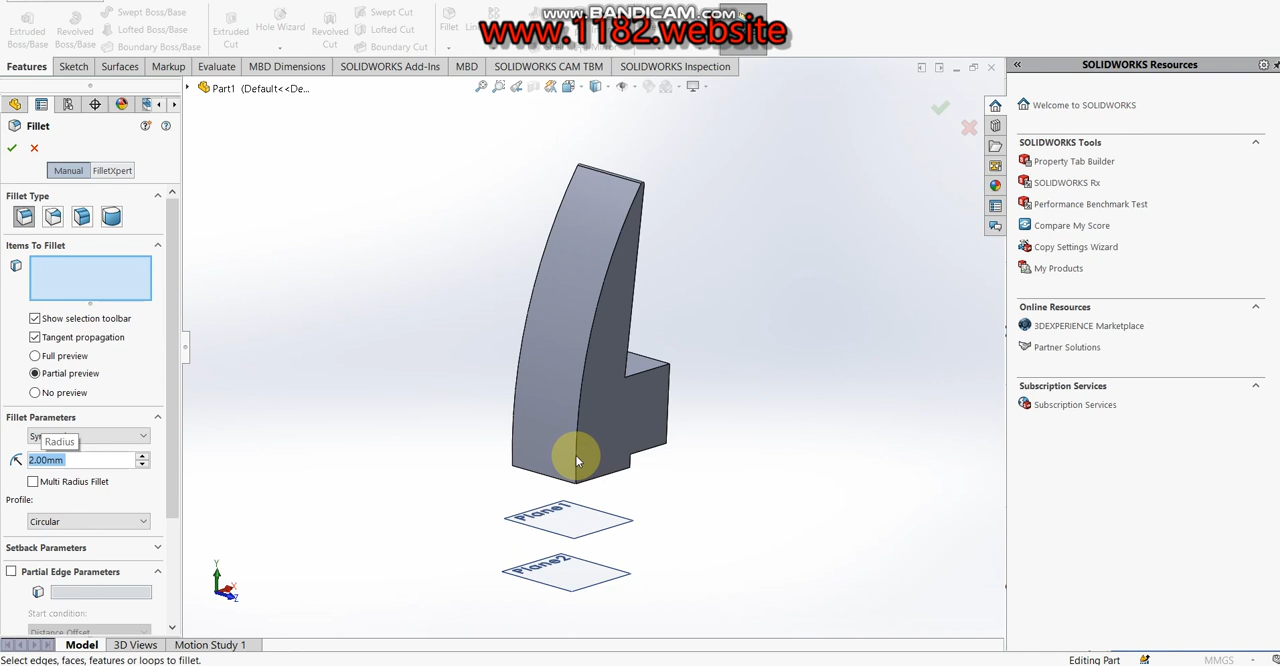 www.BANDICAM.com
www.1182.website
Extruded Boss/Base
Revolved Boss/Base
Swept Boss/Base
Lofted Boss/Base
Boundary Boss/Base
Extruded Cut
Hole Wizard
Revolved Cut
Swept Cut
Lofted Cut
Boundary Cut
Fillet
Features
Sketch
Surfaces
Markup
Evaluate
MBD Dimensions
SOLIDWORKS Add-Ins
MBD
SOLIDWORKS CAM TBM
SOLIDWORKS Inspection
Part1 (Default<<De...
Fillet
Manual
FilletXpert
Fillet Type
Items To Fillet
Show selection toolbar
Tangent propagation
Full preview
Partial preview
No preview
Fillet Parameters
Radius
2.00mm
Multi Radius Fillet
Profile:
Circular
Setback Parameters
Partial Edge Parameters
Start condition:
Distance Offset
Plane1
Plane2
Y
X
Z
SOLIDWORKS Resources
Welcome to SOLIDWORKS
SOLIDWORKS Tools
Property Tab Builder
SOLIDWORKS Rx
Performance Benchmark Test
Compare My Score
Copy Settings Wizard
My Products
Online Resources
3DEXPERIENCE Marketplace
Partner Solutions
Subscription Services
Subscription Services
Model
3D Views
Motion Study 1
Select edges, faces, features or loops to fillet.
Editing Part
MMGS